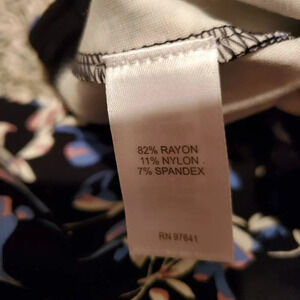 82% RAYON
11% NYLON
7% SPANDEX
RN 97641